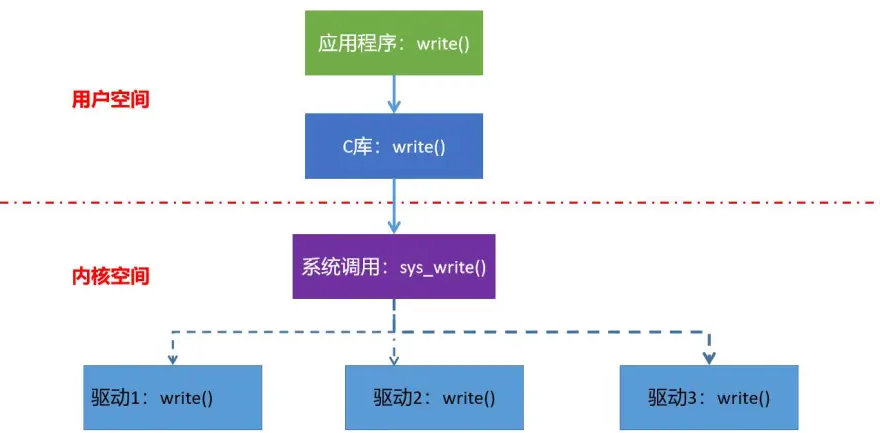 应用程序：write()
用户空间
C库：write()
系统调用：sys_write()
内核空间
驱动1：write()
驱动2：write()
驱动3：write()